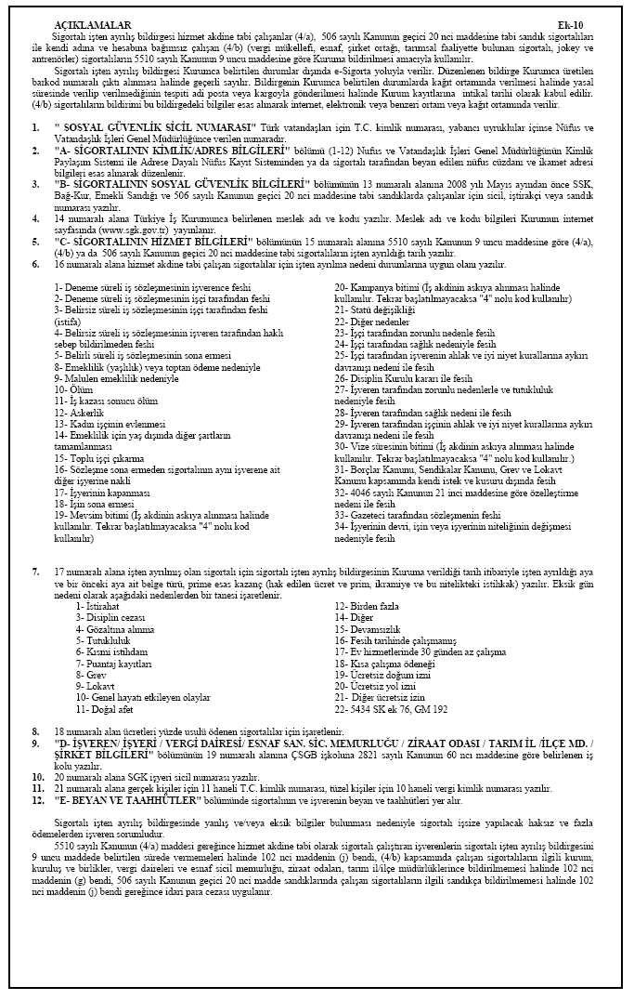 AÇIKLAMALAR Ek-10
Sigortalı işten ayrılış bildirgesi hizmet akdine tabi çalışanlar (4/a), 506 sayılı Kanunun geçici 20 nci maddesine tabi sandık sigortalıları
ile kendi adına ve hesabına bağımsız çalışan (4/b) (vergi mükellefi, esnaf, şirket ortağı, tarımsal faaliyette bulunan sigortalı, jokey ve
antrenörler) sigortalıların 5510 sayılı Kanunun 9 uncu maddesine göre Kuruma bildirilmesi amacıyla kullanılır.
Sigortalı işten ayrılış bildirgesi Kurumca belirtilen durumlar dışında e-Sigorta yoluyla verilir. Düzenlenen bildirge Kurumca üretilen
barkod numaralı çıktı alınması halinde geçerli sayılır. Bildirgenin Kurumca belirtilen durumlarda kağıt ortamında verilmesi halinde yasal
süresinde verilip verilmediğinin tespiti adi posta veya kargoyla gönderilmesi halinde Kurum kayıtlarına intikal tarihi olarak kabul edilir.
(4/b) sigortalıların bildirimi bu bildirgedeki bilgiler esas alınarak internet, elektronik veya benzeri ortam veya kağıt ortamında verilir.
1. " SOSYAL GÜVENLİK SİCİL NUMARASI" Türk vatandaşları için T.C. kimlik numarası, yabancı uyruklular içinse Nüfus ve
Vatandaşlık İşleri Genel Müdürlüğünce verilen numaradır.
2. "A- SİGORTALININ KİMLİK/ADRES BİLGİLERİ" bölümü (1-12) Nufus ve Vatandaşlık İşleri Genel Müdürlüğünün Kimlik
Paylaşım Sistemi ile Adrese Dayalı Nüfus Kayıt Sisteminden ya da sigortalı tarafından beyan edilen nüfus cüzdanı ve ikamet adresi
bilgileri esas alınarak düzenlenir.
3. "B- SİGORTALININ SOSYAL GÜVENLİK BİLGİLERİ" bölümünün 13 numaralı alanına 2008 yılı Mayıs ayından önce SSK,
Bağ-Kur, Emekli Sandığı ve 506 sayılı Kanunun geçici 20 nci maddesine tabi sandıklarda çalışanlar için sicil, iştirakçi veya sandık
numarası yazılır.
4. 14 numaralı alana Türkiye İş Kurumunca belirlenen meslek adı ve kodu yazılır. Meslek adı ve kodu bilgileri Kurumun internet
sayfasında (www.sgk.gov.tr) yayınlanır.
5. "C- SİGORTALININ HİZMET BİLGİLERİ" bölümünün 15 numaralı alanına 5510 sayılı Kanunun 9 uncu maddesine göre (4/a),
(4/b) ya da 506 sayılı Kanunun geçici 20 nci maddesine tabi sigortalıların işten ayrıldığı tarih yazılır.
6. 16 numaralı alana hizmet akdine tabi çalışan sigortalılar için işten ayrılma nedeni durumlarına uygun olanı yazılır.
1- Deneme süreli iş sözleşmesinin işverence feshi
2- Deneme süreli iş sözleşmesinin işçi tarafından feshi
3- Belirsiz süreli iş sözleşmesinin işçi tarafından feshi
(istifa)
4- Belirsiz süreli iş sözleşmesinin işveren tarafından haklı
sebep bildirilmeden feshi
5- Belirli süreli iş sözleşmesinin sona ermesi
8- Emeklilik (yaşlılık) veya toptan ödeme nedeniyle
9- Malulen emeklilik nedeniyle
10- Ölüm
11- İş kazası sonucu ölüm
12- Askerlik
13- Kadın işçinin evlenmesi
14- Emeklilik için yaş dışında diğer şartların
tamamlanması
15- Toplu işçi çıkarma
16- Sözleşme sona ermeden sigortalının aynı işverene ait
diğer işyerine nakli
17- İşyerinin kapanması
18- İşin sona ermesi
19- Mevsim bitimi (İş akdinin askıya alınması halinde
kullanılır. Tekrar başlatılmayacaksa "4" nolu kod
kullanılır)
20- Kampanya bitimi (İş akdinin askıya alınması halinde
kullanılır. Tekrar başlatılmayacaksa "4" nolu kod kullanılır)
21- Statü değişikliği
22- Diğer nedenler
23- İşçi tarafından zorunlu nedenle fesih
24- İşçi tarafından sağlık nedeniyle fesih
25- İşçi tarafından işverenin ahlak ve iyi niyet kurallarına aykırı
davranışı nedeni ile fesih
26- Disiplin Kurulu kararı ile fesih
27- İşveren tarafından zorunlu nedenlerle ve tutukluluk
nedeniyle fesih
28- İşveren tarafından sağlık nedeni ile fesih
29- İşveren tarafından işçinin ahlak ve iyi niyet kurallarına aykırı
davranışı nedeni ile fesih
30- Vize süresinin bitimi (İş akdinin askıya alınması halinde
kullanılır. Tekrar başlatılmayacaksa "4" nolu kod kullanılır.)
31- Borçlar Kanunu, Sendikalar Kanunu, Grev ve Lokavt
Kanunu kapsamında kendi istek ve kusuru dışında fesih
32- 4046 sayılı Kanunun 21 inci maddesine göre özelleştirme
nedeni ile fesih
33- Gazeteci tarafından sözleşmenin feshi
34- İşyerinin devri, işin veya işyerinin niteliğinin değişmesi
nedeniyle fesih
7. 17 numaralı alana işten ayrılmış olan sigortalı için sigortalı işten ayrılış bildirgesinin Kuruma verildiği tarih itibariyle işten ayrıldığı aya
ve bir önceki aya ait belge türü, prime esas kazanç (hak edilen ücret ve prim, ikramiye ve bu nitelikteki istihkak) yazılır. Eksik gün
nedeni olarak aşağıdaki nedenlerden bir tanesi işaretlenir.
1- İstirahat
3- Disiplin cezası
4- Gözaltına alınma
5- Tutukluluk
6- Kısmi istihdam
7- Puantaj kayıtları
8- Grev
9- Lokavt
10- Genel hayatı etkileyen olaylar
11- Doğal afet
12- Birden fazla
14- Diğer
15- Devamsızlık
16- Fesih tarihinde çalışmamış
17- Ev hizmetlerinde 30 günden az çalışma
18- Kısa çalışma ödeneği
19- Ücretsiz doğum izni
20- Ücretsiz yol izni
21- Diğer ücretsiz izin
22- 5434 SK ek 76, GM 192
8. 18 numaralı alan ücretleri yüzde usulü ödenen sigortalılar için işaretlenir.
9. "D- İŞVEREN/ İŞYERİ / VERGİ DAİRESİ/ ESNAF SAN. SİC. MEMURLUĞU / ZİRAAT ODASI / TARIM İL /İLÇE MD. /
ŞİRKET BİLGİLERİ" bölümünün 19 numaralı alanına ÇSGB işkoluna 2821 sayılı Kanunun 60 ncı maddesine göre belirlenen iş
kolu yazılır.
10. 20 numaralı alana SGK işyeri sicil numarası yazılır.
11. 21 numaralı alana gerçek kişiler için 11 haneli T.C. kimlik numarası, tüzel kişiler için 10 haneli vergi kimlik numarası yazılır.
12. "E- BEYAN VE TAAHHÜTLER" bölümünde sigortalının ve işverenin beyan ve taahhütleri yer alır.
Sigortalı işten ayrılış bildirgesinde yanlış ve/veya eksik bilgiler bulunması nedeniyle sigortalı işsize yapılacak haksız ve fazla
ödemelerden işveren sorumludur.
5510 sayılı Kanunun (4/a) maddesi gereğince hizmet akdine tabi olarak sigortalı çalıştıran işverenlerin sigortalı işten ayrılış bildirgesini
9 uncu maddede belirtilen sürede vermemeleri halinde 102 nci maddenin (j) bendi, (4/b) kapsamında çalışan sigortalıların ilgili kurum,
kuruluş ve birlikler, vergi daireleri ve esnaf sicil memurluğu, ziraat odaları, tarım il/ilçe müdürlüklerince bildirilmemesi halinde 102 nci
maddenin (g) bendi, 506 sayılı Kanunun geçici 20 nci madde sandıklarında çalışan sigortalıların ilgili sandıkça bildirilmemesi halinde 102
nci maddenin (j) bendi gereğince idari para cezası uygulanır.